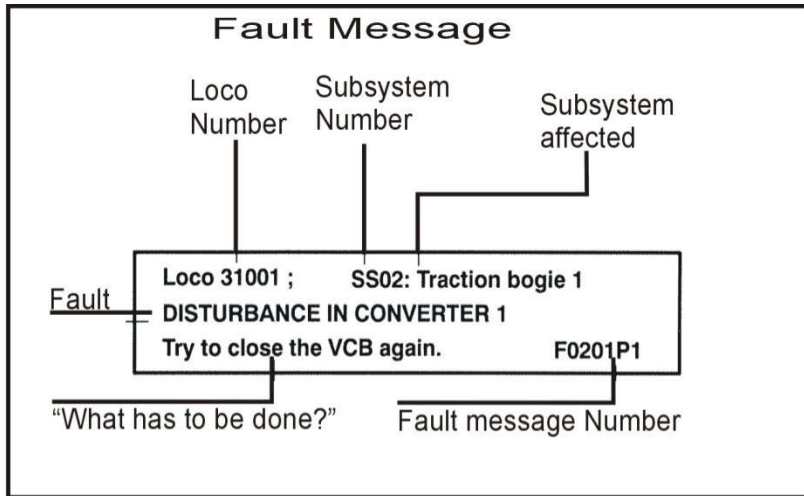 Fault Message
Loco
Number
Subsystem
Number
Subsystem
affected
Loco 31001 ; SS02: Traction bogie 1
Fault
DISTURBANCE IN CONVERTER 1
Try to close the VCB again. F0201P1
“What has to be done?”
Fault message Number